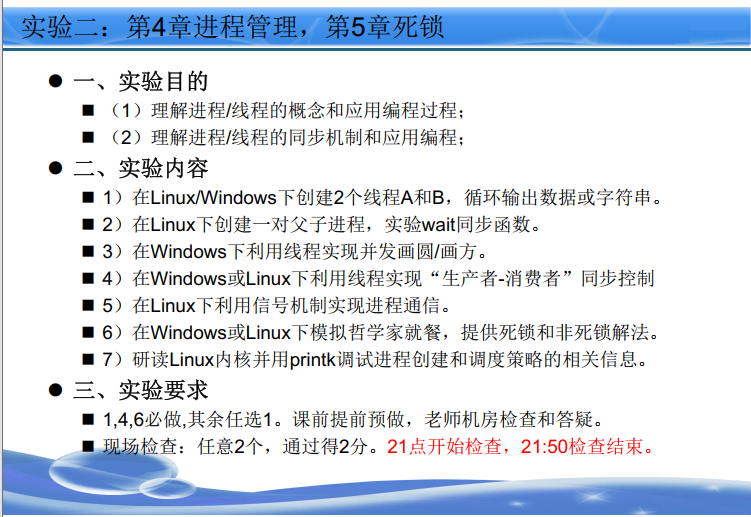 实验二：第4章进程管理，第5章死锁
一、实验目的
（1）理解进程/线程的概念和应用编程过程；
（2）理解进程/线程的同步机制和应用编程；
二、实验内容
1）在Linux/Windows下创建2个线程A和B，循环输出数据或字符串。
2）在Linux下创建一对父子进程，实验wait同步函数。
3）在Windows下利用线程实现并发画圆/画方。
4）在Windows或Linux下利用线程实现“生产者-消费者”同步控制
5）在Linux下利用信号机制实现进程通信。
6）在Windows或Linux下模拟哲学家就餐，提供死锁和非死锁解法。
7）研读Linux内核并用printk调试进程创建和调度策略的相关信息。
三、实验要求
1,4,6必做,其余任选1。课前提前预做，老师机房检查和答疑。
现场检查：任意2个，通过得2分。21点开始检查，21:50检查结束。